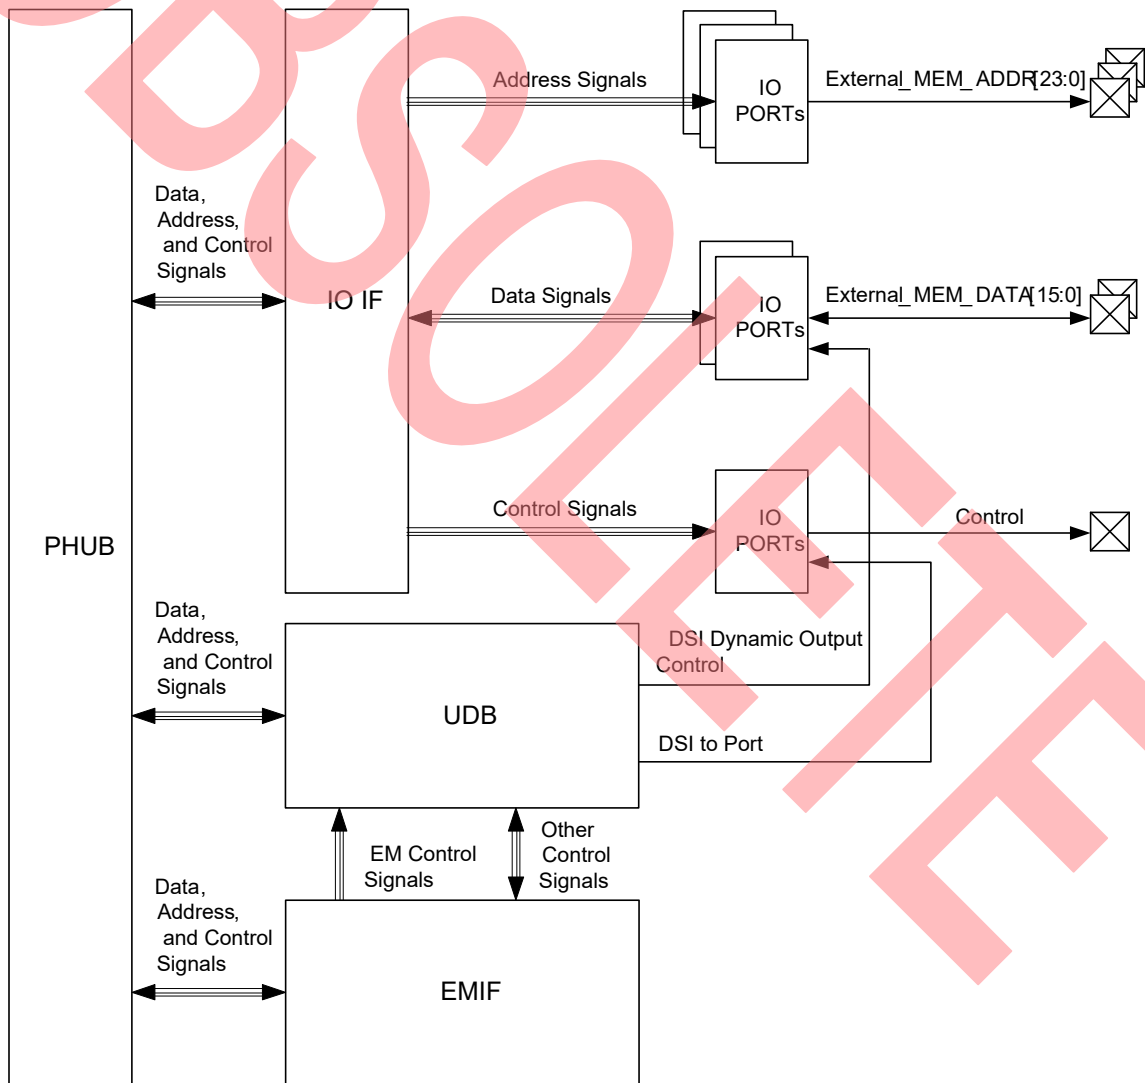 Address Signals
IO
PORTs
External_MEM_ADDR[23:0]
Data,
Address,
and Control
Signals
IO IF
Data Signals
IO
PORTs
External_MEM_DATA[15:0]
PHUB
Control Signals
IO
PORTs
Control
Data,
Address,
and Control
Signals
DSI Dynamic Output
Control
UDB
DSI to Port
EM Control
Signals
Other
Control
Signals
Data,
Address,
and Control
Signals
EMIF
OBSOLETE